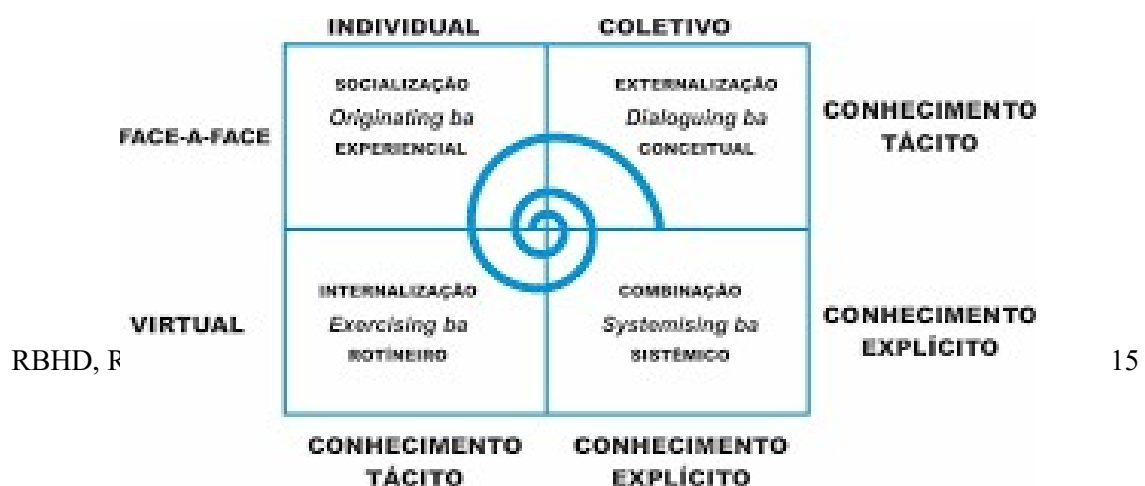 INDIVIDUAL COLETIVO
SOCIALIZAÇÃO
Originating ba
EXPERIENCIAL
EXTERNALIZAÇÃO
Dialoguing ba
CONCEITUAL
FACE-A-FACE
CONHECIMENTO
TÁCITO
INTERNALIZAÇÃO
Exercising ba
ROTINEIRO
COMBINAÇÃO
Systemising ba
SISTÊMICO
VIRTUAL
CONHECIMENTO
EXPLÍCITO
RBHD, 15
CONHECIMENTO
TÁCITO
CONHECIMENTO
EXPLÍCITO